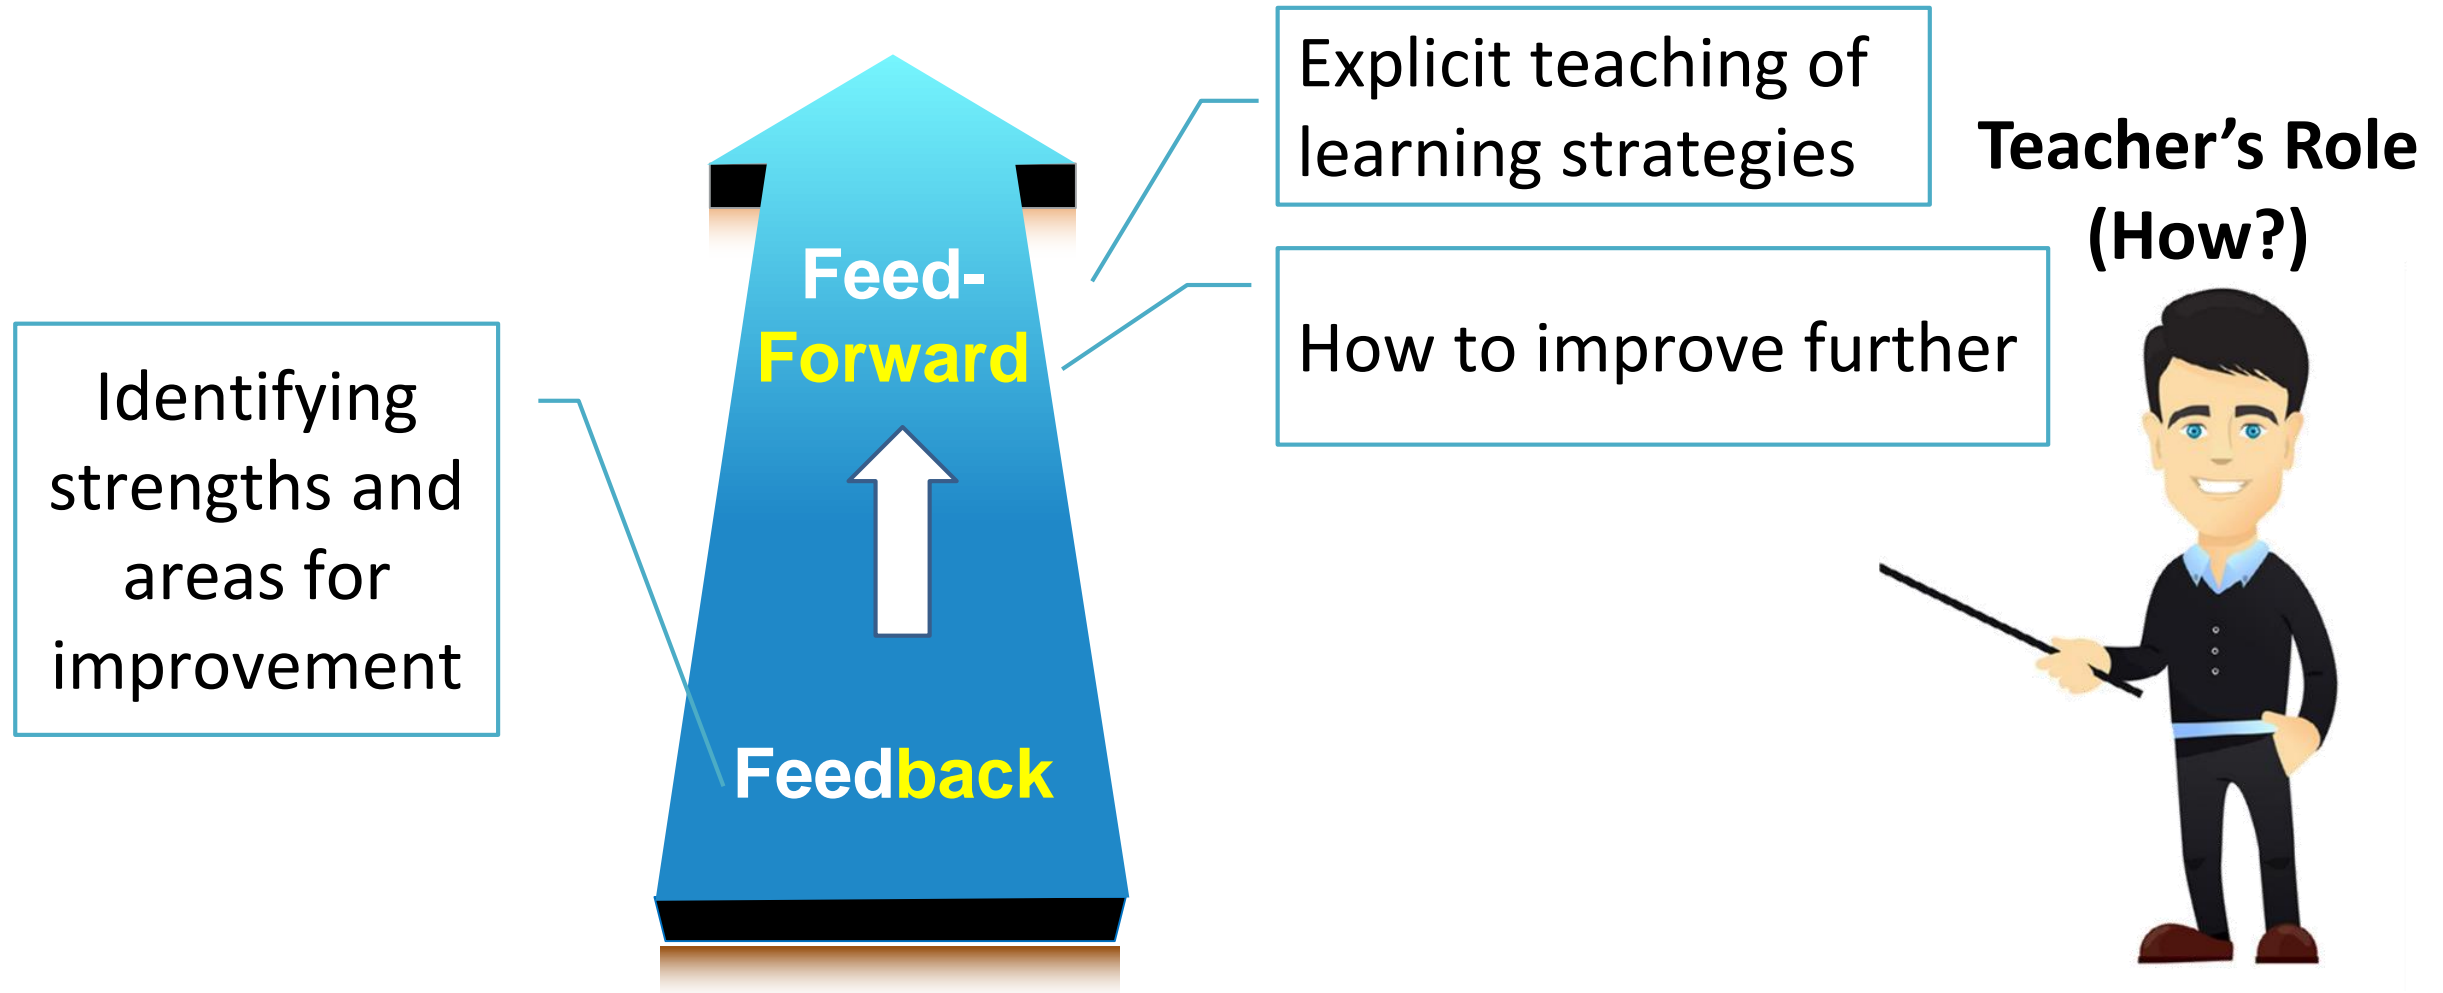 Explicit teaching of
learning strategies
Teacher’s Role
(How?)
Feed-
Forward
How to improve further
Identifying
strengths and
areas for
improvement
Feedback